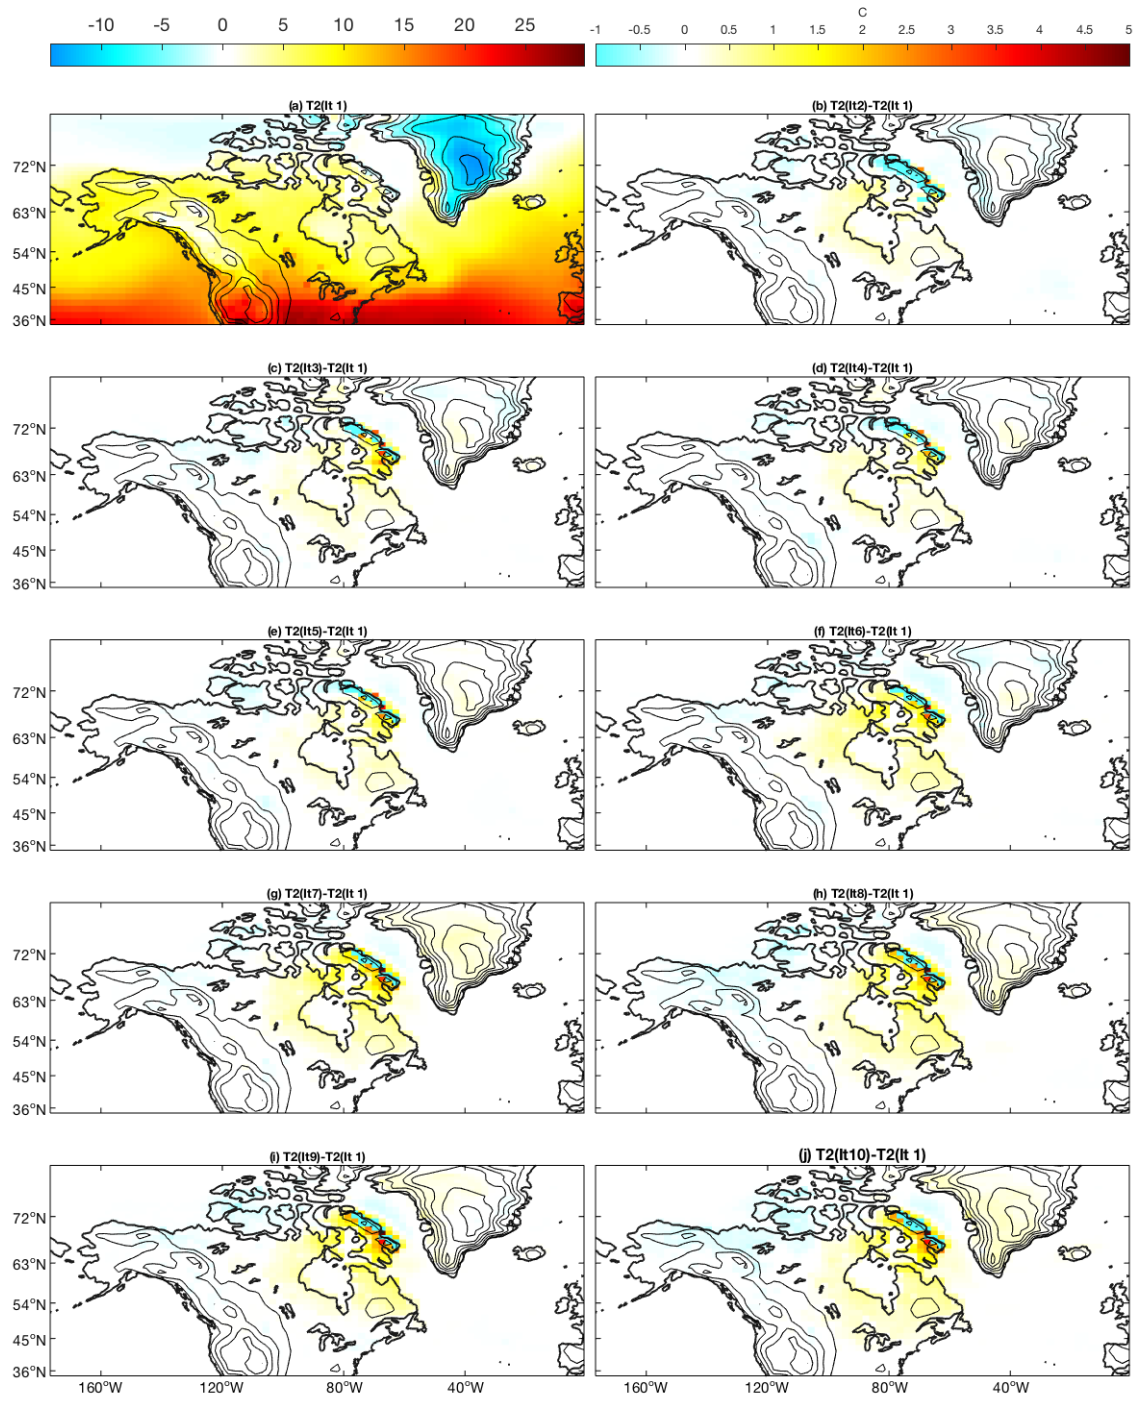 -10 -5 0 5 10 15 20 25
C
-1 -0.5 0 0.5 1 1.5 2 2.5 3 3.5 4 4.5 5
(a) T2(It 1)
(b) T2(It2)-T2(It 1)
72°N
63°N
54°N
45°N
36°N
(c) T2(It3)-T2(It 1)
(d) T2(It4)-T2(It 1)
72°N
63°N
54°N
45°N
36°N
(e) T2(It5)-T2(It 1)
(f) T2(It6)-T2(It 1)
72°N
63°N
54°N
45°N
36°N
(g) T2(It7)-T2(It 1)
(h) T2(It8)-T2(It 1)
72°N
63°N
54°N
45°N
36°N
(i) T2(It9)-T2(It 1)
(j) T2(It10)-T2(It 1)
72°N
63°N
54°N
45°N
36°N
160°W 120°W 80°W 40°W
160°W 120°W 80°W 40°W